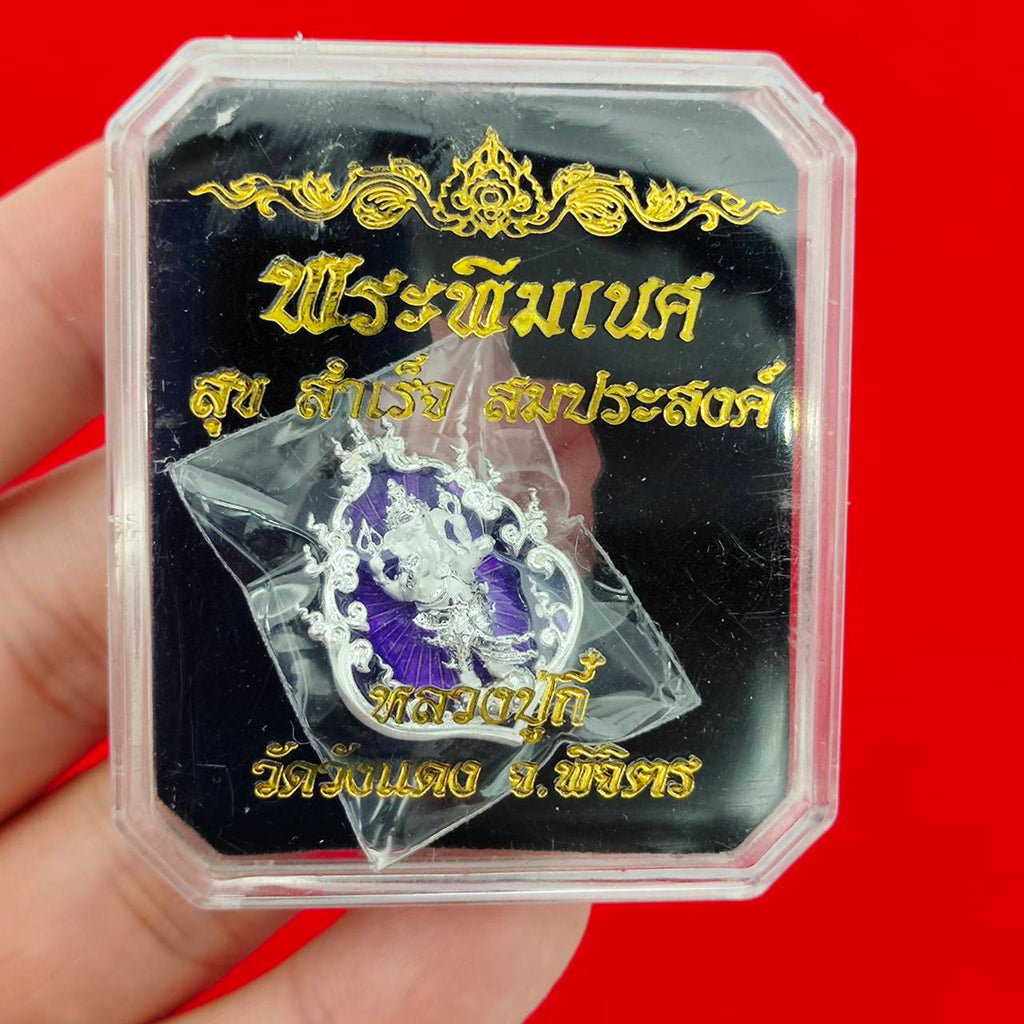 พระพิฆเนศ
สุข สำเร็จ สมประสงค์
หลวงปู่กี๋
วัดวังแดง จ.พิจิตร